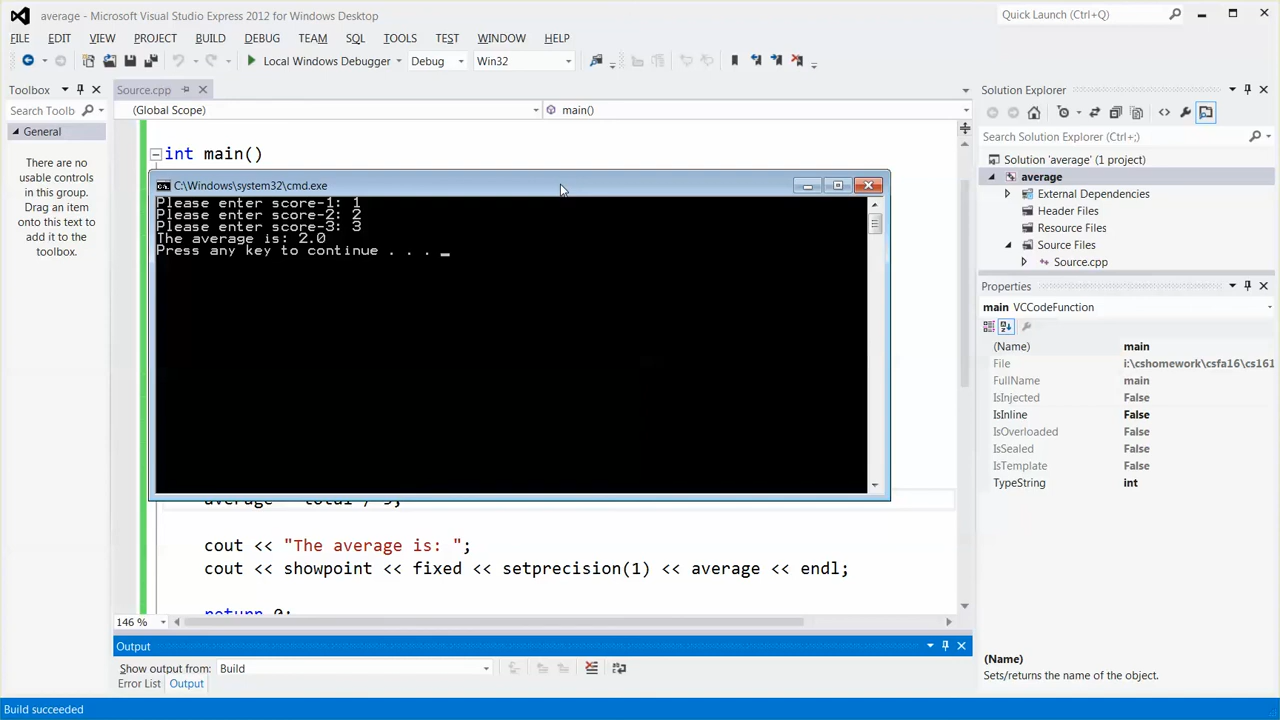 average - Microsoft Visual Studio Express 2012 for Windows Desktop
Quick Launch (Ctrl+Q)
FILE EDIT VIEW PROJECT BUILD DEBUG TEAM SQL TOOLS TEST WINDOW HELP
Local Windows Debugger Debug Win32
Toolbox
Search Toolb
General
There are no
usable controls
in this group.
Drag an item
onto this text to
add it to the
toolbox.
Source.cpp
(Global Scope) main()
int main()
C:\Windows\system32\cmd.exe
Please enter score-1: 1
Please enter score-2: 2
Please enter score-3: 3
The average is: 2.0
Press any key to continue . . . _
cout << "The average is: ";
cout << showpoint << fixed << setprecision(1) << average << endl;
return 0;
146 %
Output
Show output from: Build
Error List Output
Solution Explorer
Search Solution Explorer (Ctrl+;)
Solution 'average' (1 project)
average
External Dependencies
Header Files
Resource Files
Source Files
Source.cpp
Properties
main VCCodeFunction
(Name) main
File i:\cshomework\csfa16\cs161
FullName main
IsInjected False
IsInline False
IsOverloaded False
IsSealed False
IsTemplate False
TypeString int
(Name)
Sets/returns the name of the object.
Build succeeded